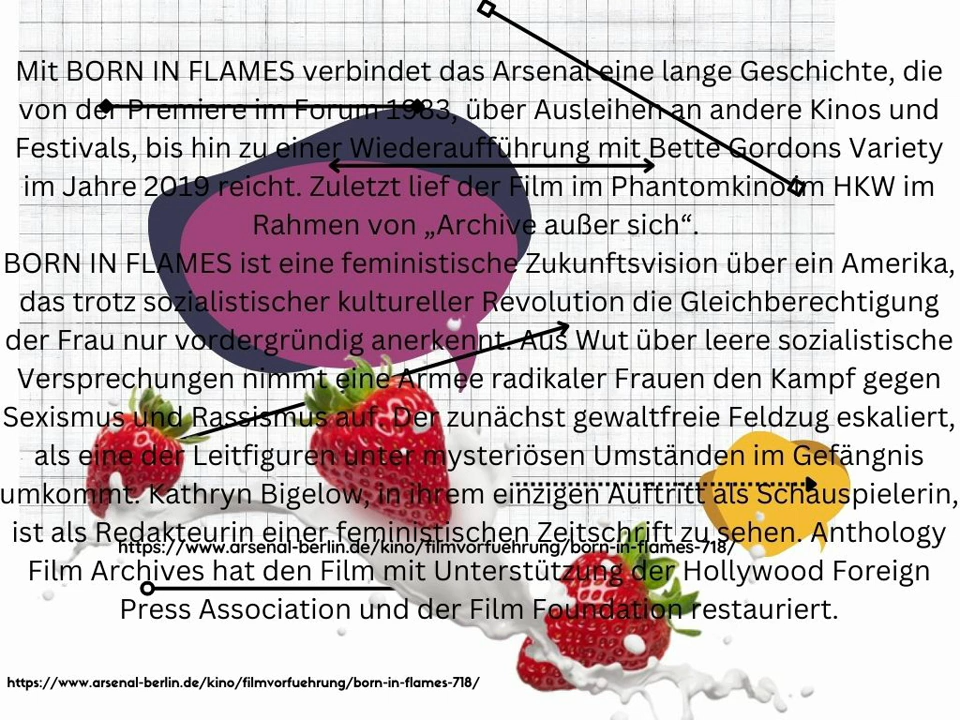 Mit BORN IN FLAMES verbindet das Arsenal eine lange Geschichte, die
von der Premiere im Forum 1983, über Ausleihen an andere Kinos und
Festivals, bis hin zu einer Wiederaufführung mit Bette Gordons Variety
im Jahre 2019 reicht. Zuletzt lief der Film im Phantomkino im HKW im
Rahmen von „Archive außer sich“.
BORN IN FLAMES ist eine feministische Zukunftsvision über ein Amerika,
das trotz sozialistischer kultureller Revolution die Gleichberechtigung
der Frau nur vordergründig anerkennt. Aus Wut über leere sozialistische
Versprechungen nimmt eine Armee radikaler Frauen den Kampf gegen
Sexismus und Rassismus auf. Der zunächst gewaltfreie Feldzug eskaliert,
als eine der Leitfiguren unter mysteriösen Umständen im Gefängnis
umkommt. Kathryn Bigelow, in ihrem einzigen Auftritt als Schauspielerin,
ist als Redakteurin einer feministischen Zeitschrift zu sehen. Anthology
https://www.arsenal-berlin.de/kino/filmvorfuehrung/born-in-flames-718/
Film Archives hat den Film mit Unterstützung der Hollywood Foreign
Press Association und der Film Foundation restauriert.
https://www.arsenal-berlin.de/kino/filmvorfuehrung/born-in-flames-718/